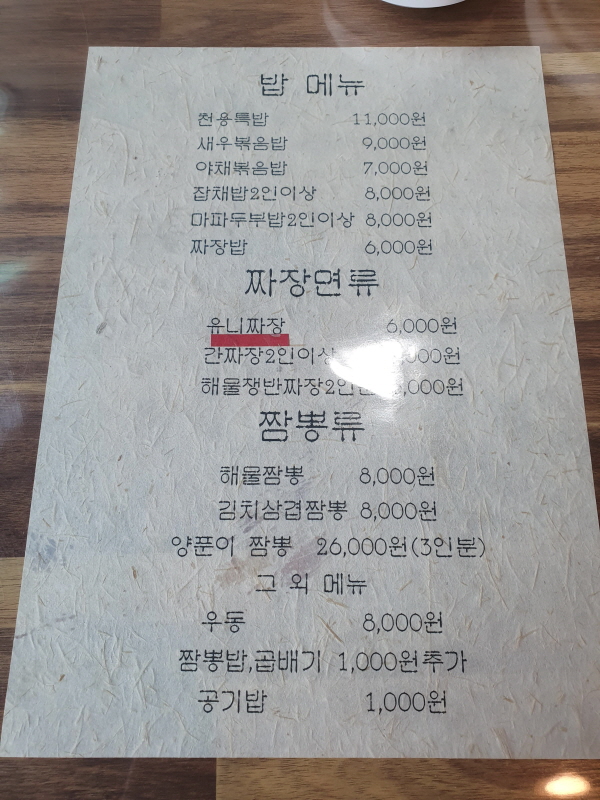 밥 메뉴
천용특밥 11,000원
새우볶음밥 9,000원
야채볶음밥 7,000원
잡채밥2인이상 8,000원
마파두부밥2인이상 8,000원
짜장밥 6,000원
짜장면류
유니짜장 6,000원
간짜장2인이상
해물쟁반짜장2인
짬뽕류
해물짬뽕 8,000원
김치삼겹짬뽕 8,000원
양푼이 짬뽕 26,000원(3인분)
그 외 메뉴
우동 8,000원
짬뽕밥,곱배기 1,000원추가
공기밥 1,000원